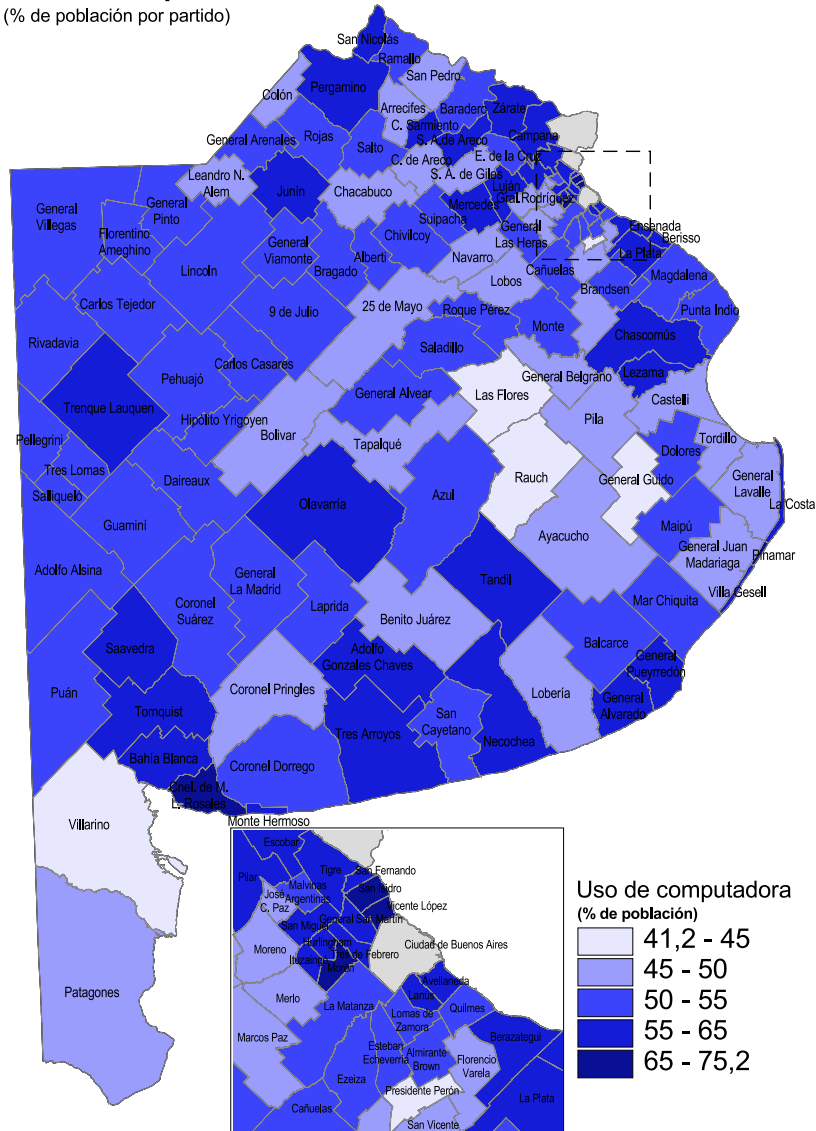 (% de población por partido)
San Nicolás
Ramallo
San Pedro
Pergamino
Colón
Arrecifes
Baradero
Zárate
C. Sarmiento
Campana
General Arenales
Rojas
Salto
S. A. de Areco
C. de Areco
E. de la Cruz
Leandro N.
Alem
Junín
Chacabuco
S. A. de Giles
Luján
Mercedes
Gral.Rodríguez
General
Villegas
General
Pinto
Florentino
Ameghino
Lincoln
General
Viamonte
Bragado
Alberti
Chivilcoy
Suipacha
General
Las Heras
Navarro
Lobos
Cañuelas
Ensenada
Berisso
La Plata
Brandsen
Magdalena
Punta Indio
Carlos Tejedor
9 de Julio
25 de Mayo
Roque Pérez
Monte
Chascomús
Rivadavia
Saladillo
Pehuajó
Carlos Casares
General Belgrano
Lezama
Trenque Lauquen
General Alvear
Las Flores
Castelli
Hipólito Yrigoyen
Pila
Pellegrini
Bolívar
Tapalqué
Tordillo
Dolores
Tres Lomas
Daireaux
Rauch
General Guido
General
Lavalle
La Costa
Salliqueló
Olavarría
Azul
Guaminí
Ayacucho
Maipú
General Juan
Madariaga
Pinamar
Adolfo Alsina
General
La Madrid
Tandil
Villa Gesell
Coronel
Suárez
Laprida
Benito Juárez
Mar Chiquita
Saavedra
Adolfo
Gonzales Chaves
Balcarce
General
Pueyrredón
Puán
Coronel Pringles
Lobería
General
Alvarado
Tornquist
San
Cayetano
Tres Arroyos
Necochea
Bahía Blanca
Coronel Dorrego
Cnel. de M.
L. Rosales
Monte Hermoso
Villarino
Patagones
Escobar
Pilar
Tigre
San Fernando
San Isidro
José
C. Paz
Malvinas
Argentinas
Vicente López
General San Martín
San Miguel
Moreno
Hurlingham
Tres de Febrero
Ituzaingó
Morón
Ciudad de Buenos Aires
Avellaneda
Merlo
La Matanza
Lanús
Lomas de
Zamora
Quilmes
Marcos Paz
Esteban
Echeverría
Almirante
Brown
Berazategui
Florencio
Varela
Ezeiza
Presidente Perón
La Plata
Cañuelas
San Vicente
Uso de computadora
(% de población)
41,2 - 45
45 - 50
50 - 55
55 - 65
65 - 75,2